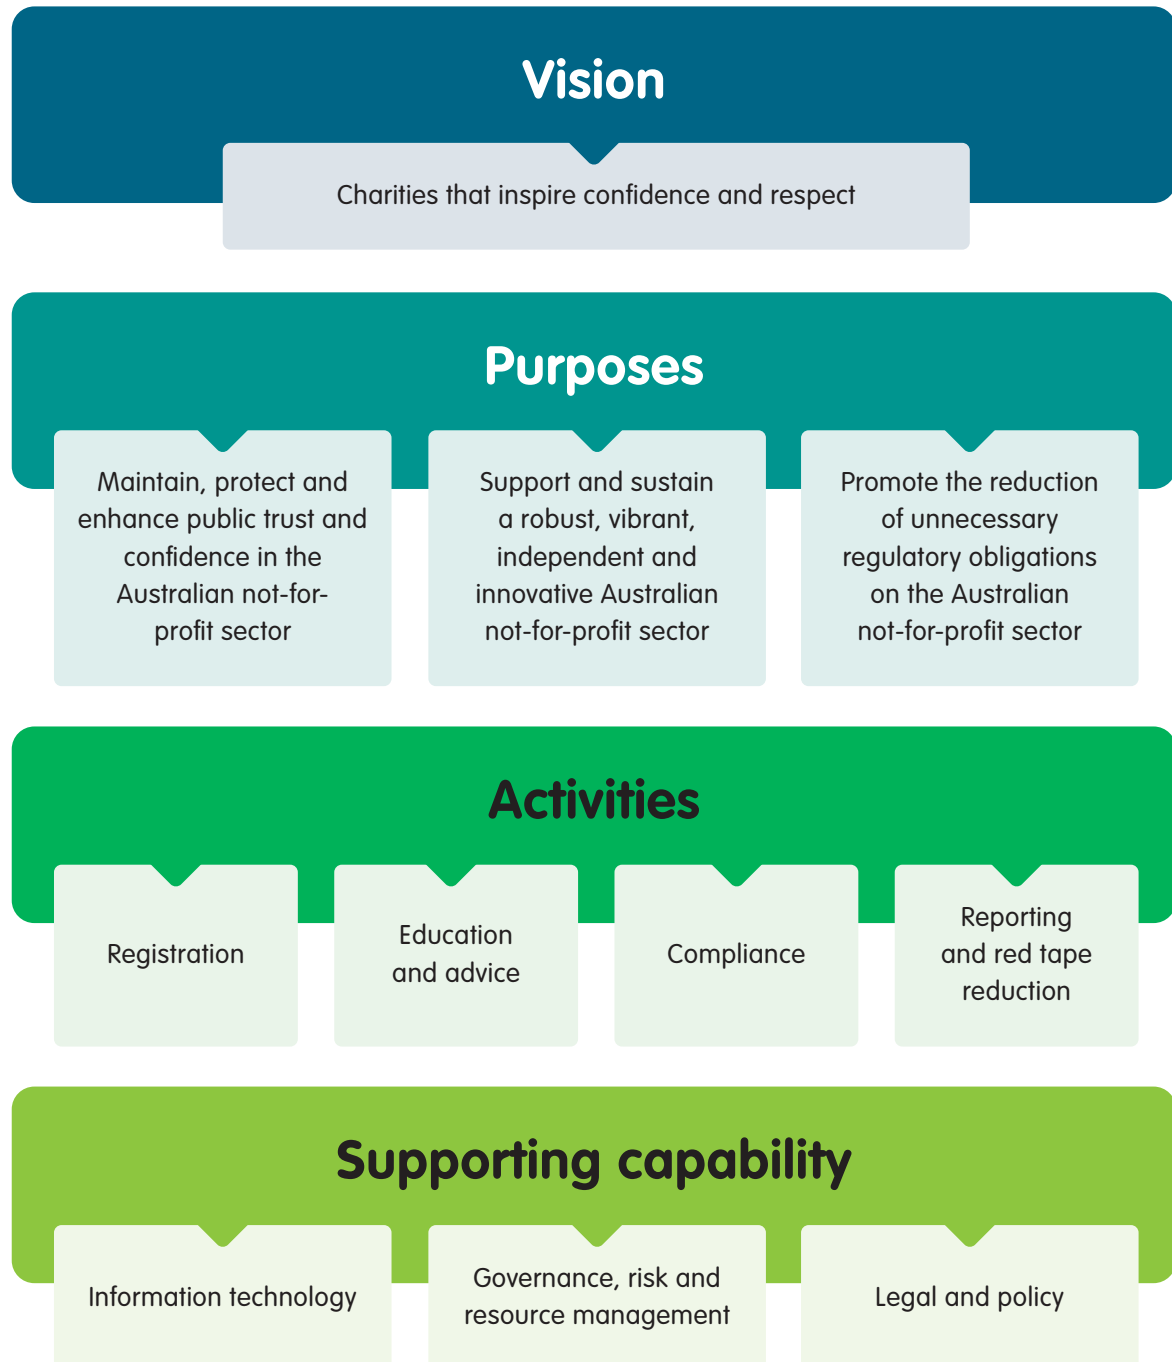 Vision
Charities that inspire confidence and respect
Purposes
Maintain, protect and
enhance public trust and
confidence in the
Australian not-for-
profit sector
Support and sustain
a robust, vibrant,
independent and
innovative Australian
not-for-profit sector
Promote the reduction
of unnecessary
regulatory obligations
on the Australian
not-for-profit sector
Activities
Registration
Education
and advice
Compliance
Reporting
and red tape
reduction
Supporting capability
Information technology
Governance, risk and
resource management
Legal and policy